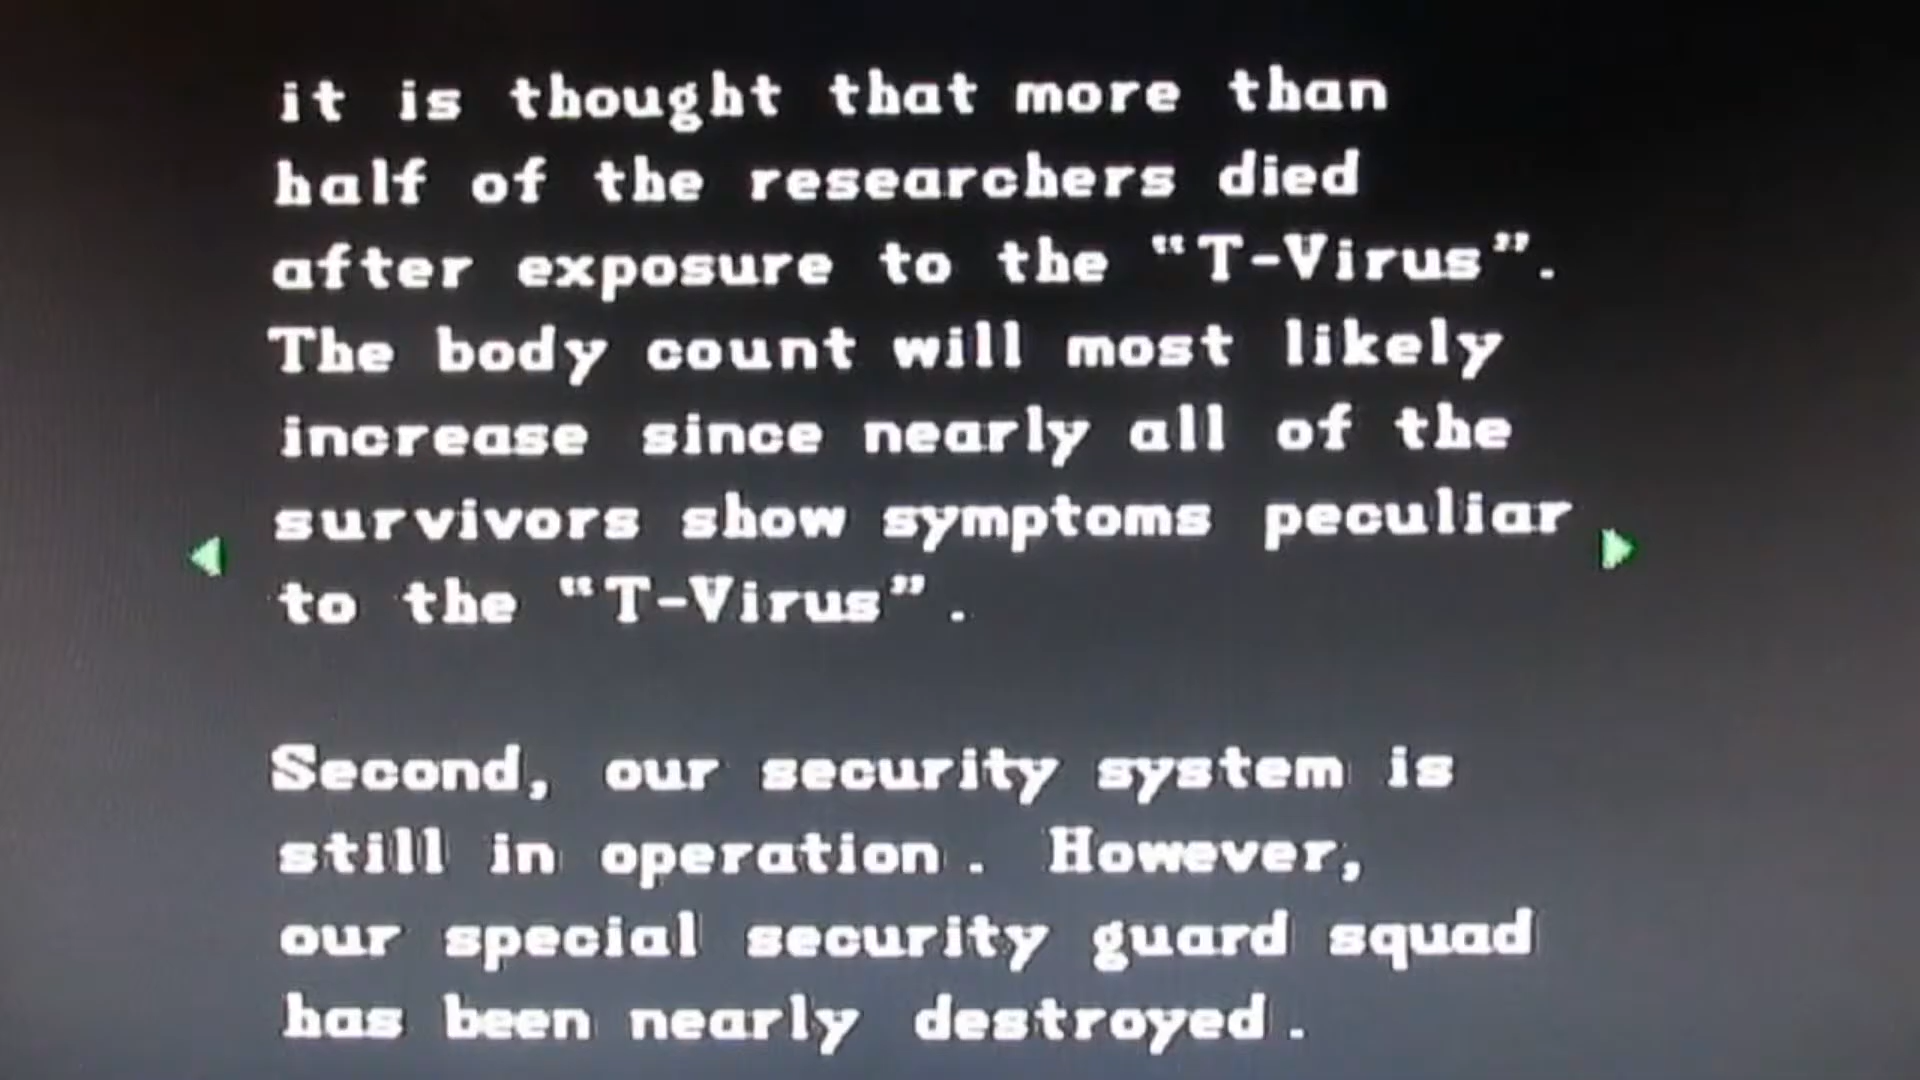 it is thought that more than
half of the researchers died
after exposure to the "T-Virus".
The body count will most likely
increase since nearly all of the
survivors show symptoms peculiar
to the "T-Virus".
Second, our security system is
still in operation. However,
our special security guard squad
has been nearly destroyed.